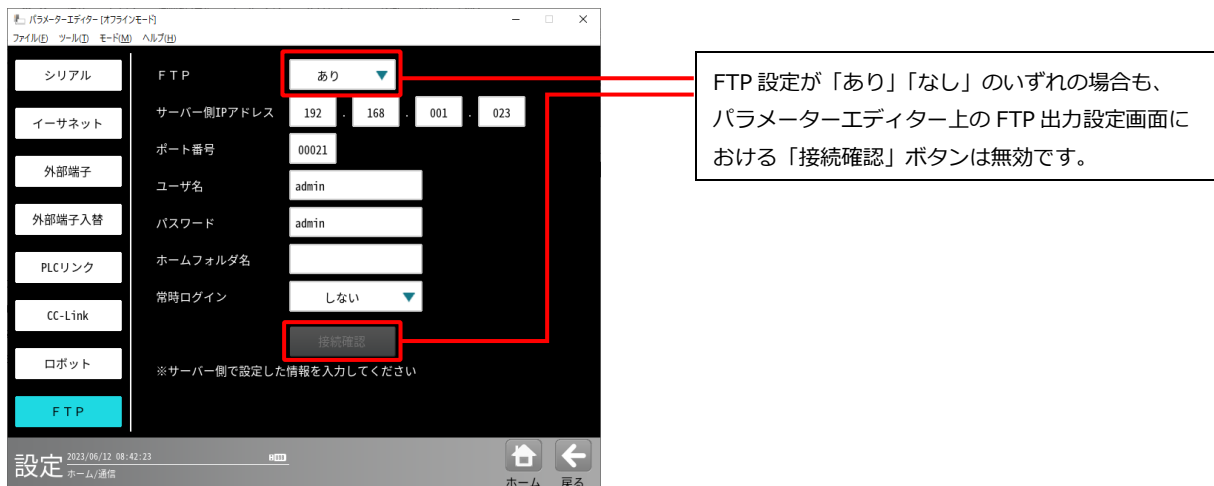 パラメーターエディター [オフラインモード]
ファイル(F) ツール(T) モード(M) ヘルプ(H)
シリアル
イーサネット
外部端子
外部端子入替
PLCリンク
CC-Link
ロボット
ＦＴＰ
ＦＴＰ あり
サーバー側IPアドレス 192 . 168 . 001 . 023
ポート番号 00021
ユーザ名 admin
パスワード admin
ホームフォルダ名
常時ログイン しない
接続確認
※サーバー側で設定した情報を入力してください
設定 2023/06/12 08:42:23
ホーム/通信
ホーム 戻る
FTP 設定が「あり」「なし」のいずれの場合も、
パラメーターエディター上の FTP 出力設定画面に
おける「接続確認」ボタンは無効です。